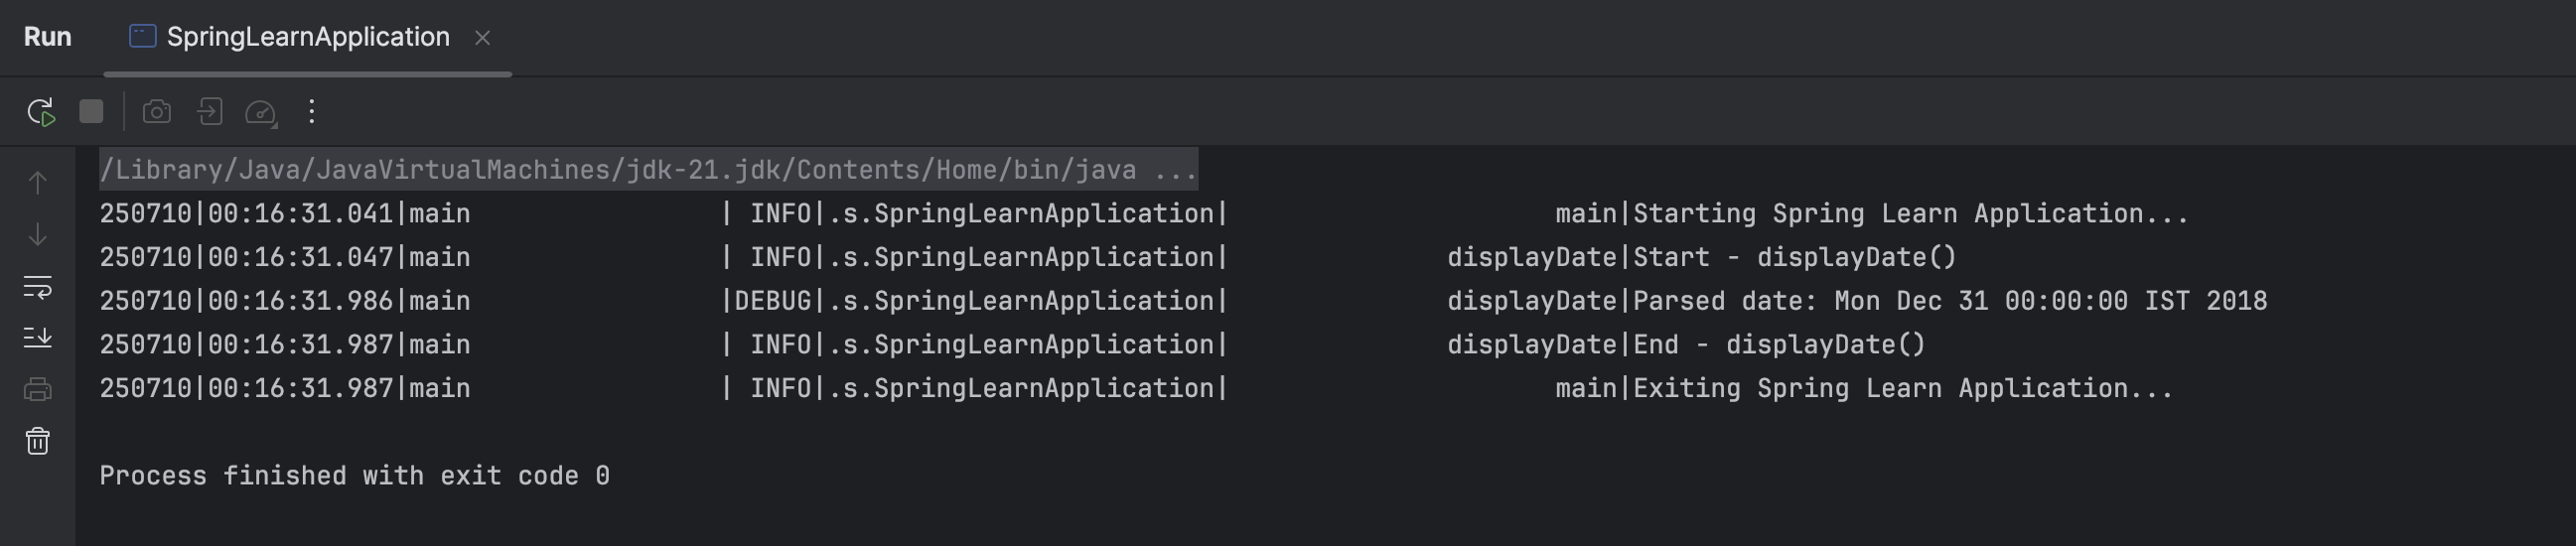 Run SpringLearnApplication
/Library/Java/JavaVirtualMachines/jdk-21.jdk/Contents/Home/bin/java ...
250710|00:16:31.041|main                | INFO|.s.SpringLearnApplication|                     main|Starting Spring Learn Application...
250710|00:16:31.047|main                | INFO|.s.SpringLearnApplication|              displayDate|Start - displayDate()
250710|00:16:31.986|main                |DEBUG|.s.SpringLearnApplication|              displayDate|Parsed date: Mon Dec 31 00:00:00 IST 2018
250710|00:16:31.987|main                | INFO|.s.SpringLearnApplication|              displayDate|End - displayDate()
250710|00:16:31.987|main                | INFO|.s.SpringLearnApplication|                     main|Exiting Spring Learn Application...
Process finished with exit code 0